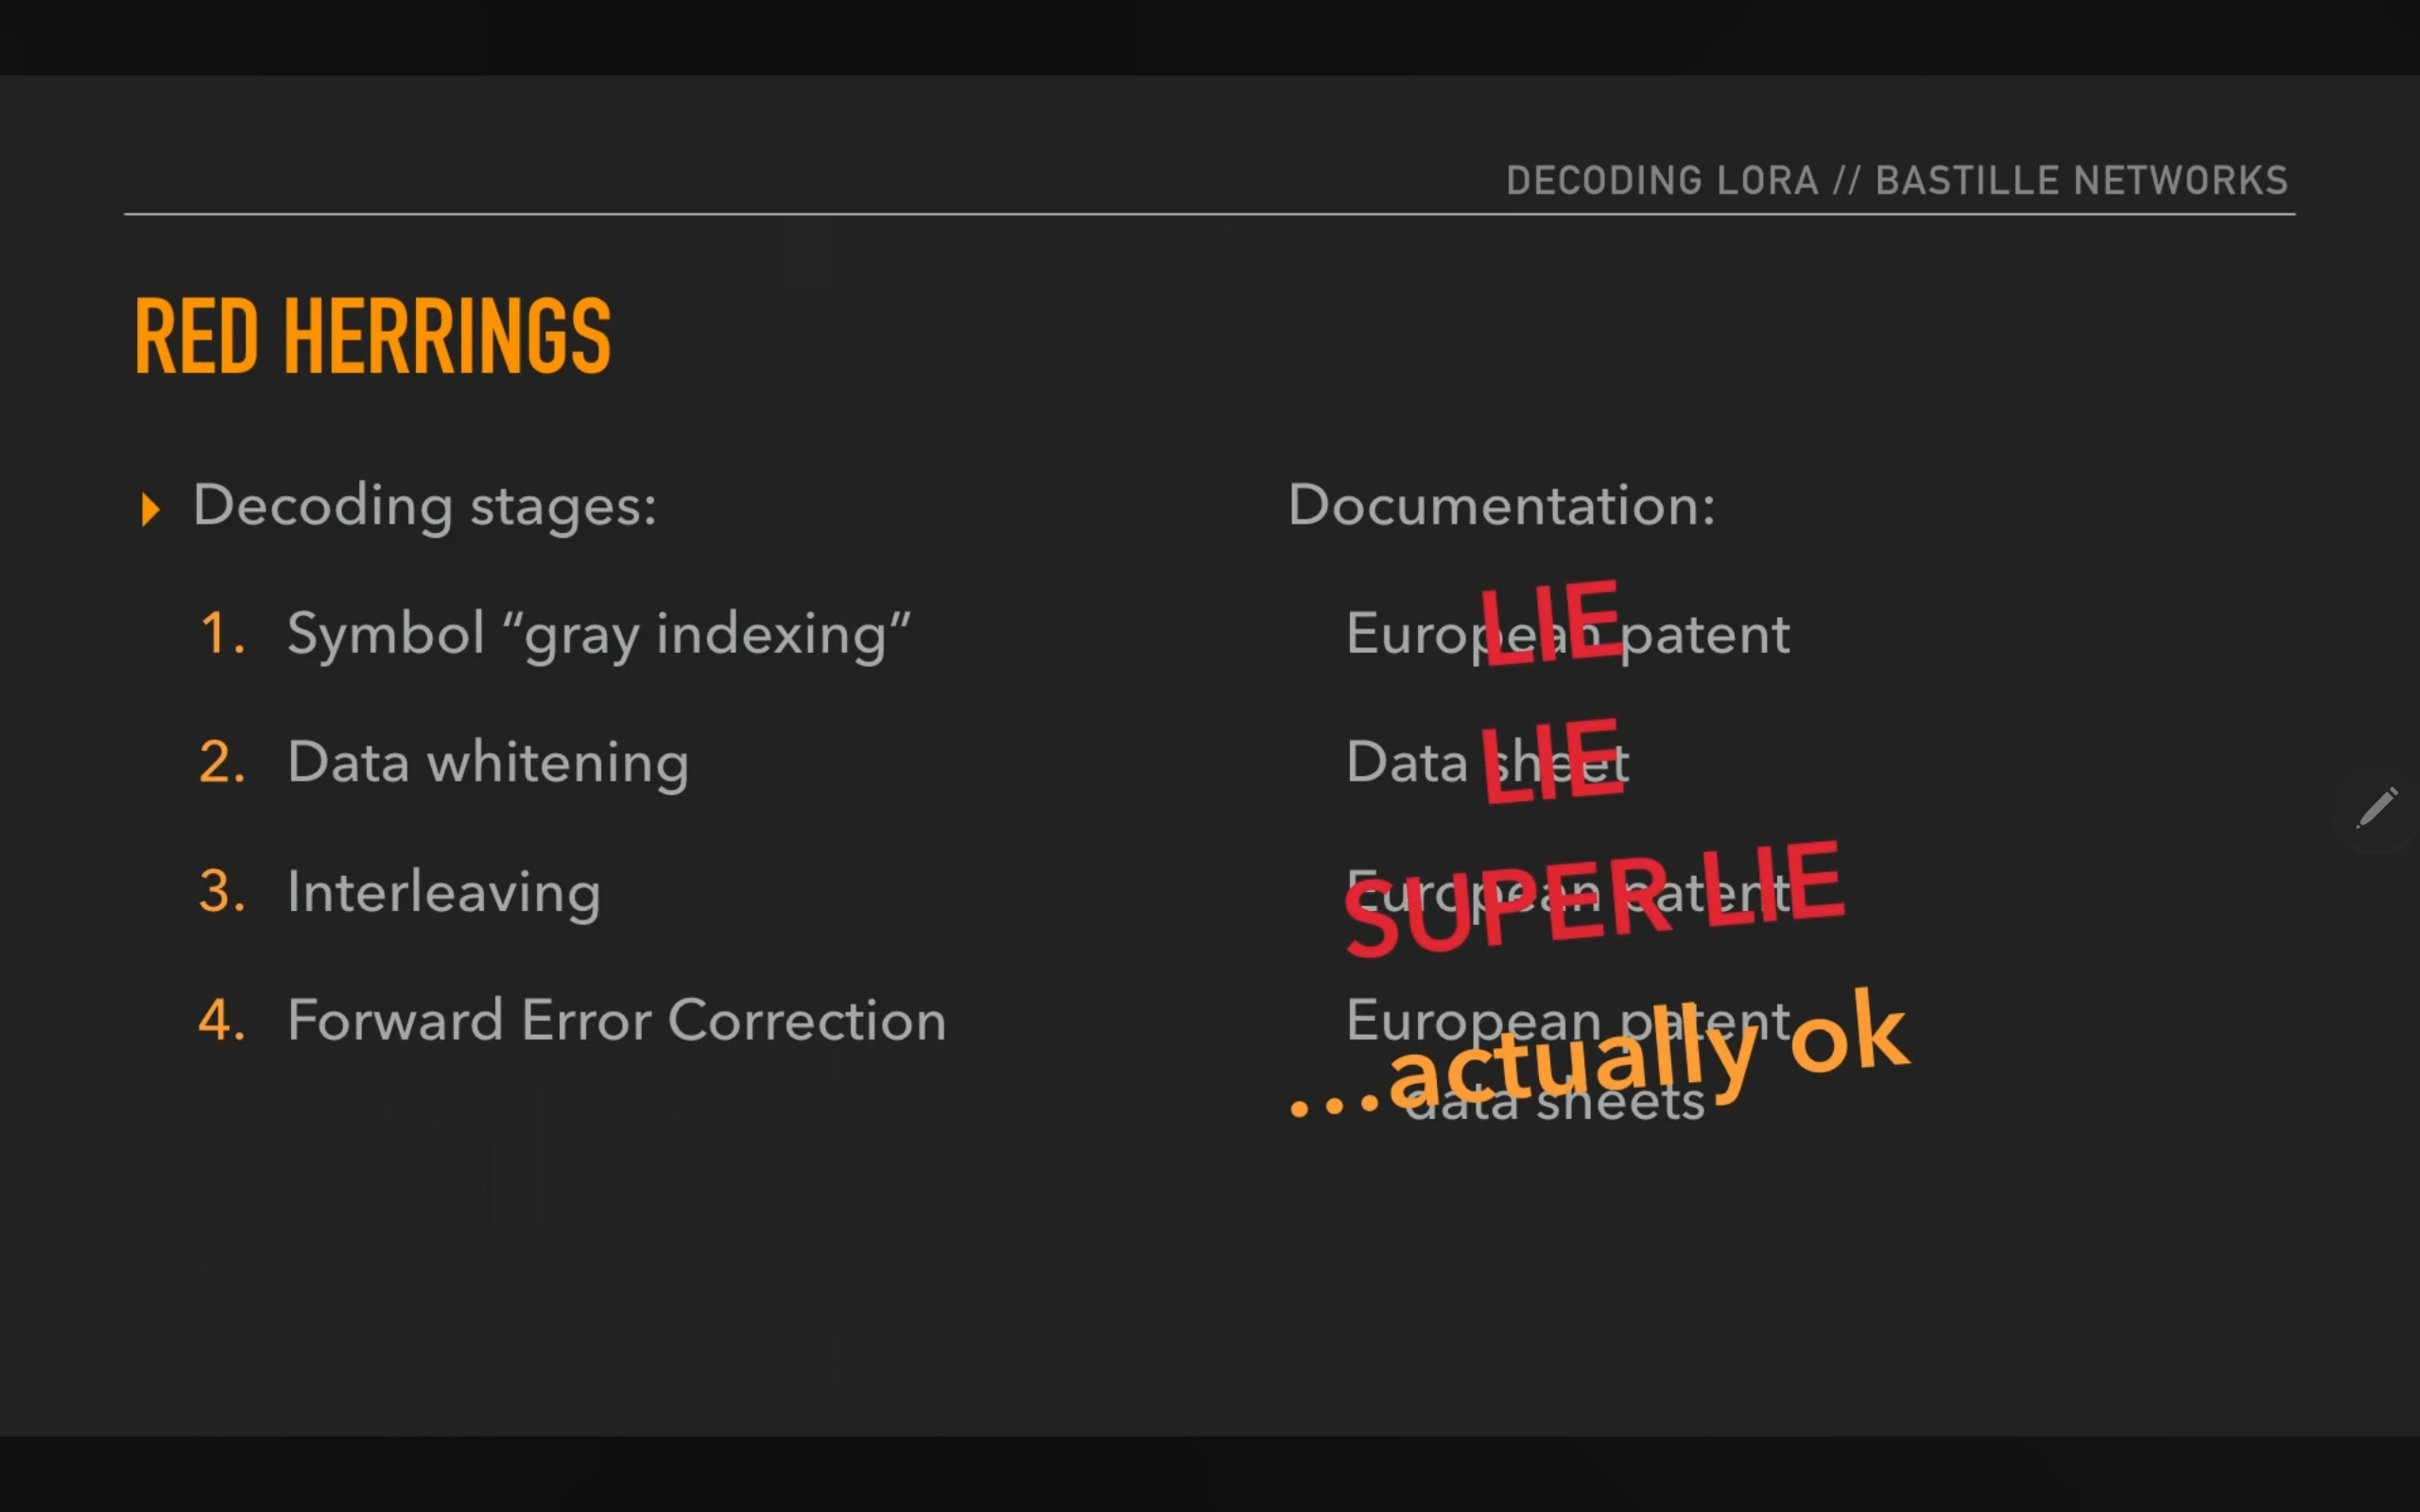 DECODING LORA // BASTILLE NETWORKS
RED HERRINGS
Decoding stages:
1. Symbol “gray indexing”
2. Data whitening
3. Interleaving
4. Forward Error Correction
Documentation:
European patent
LIE
Data sheet
LIE
European patent
SUPER LIE
European patent
data sheets
...actually ok